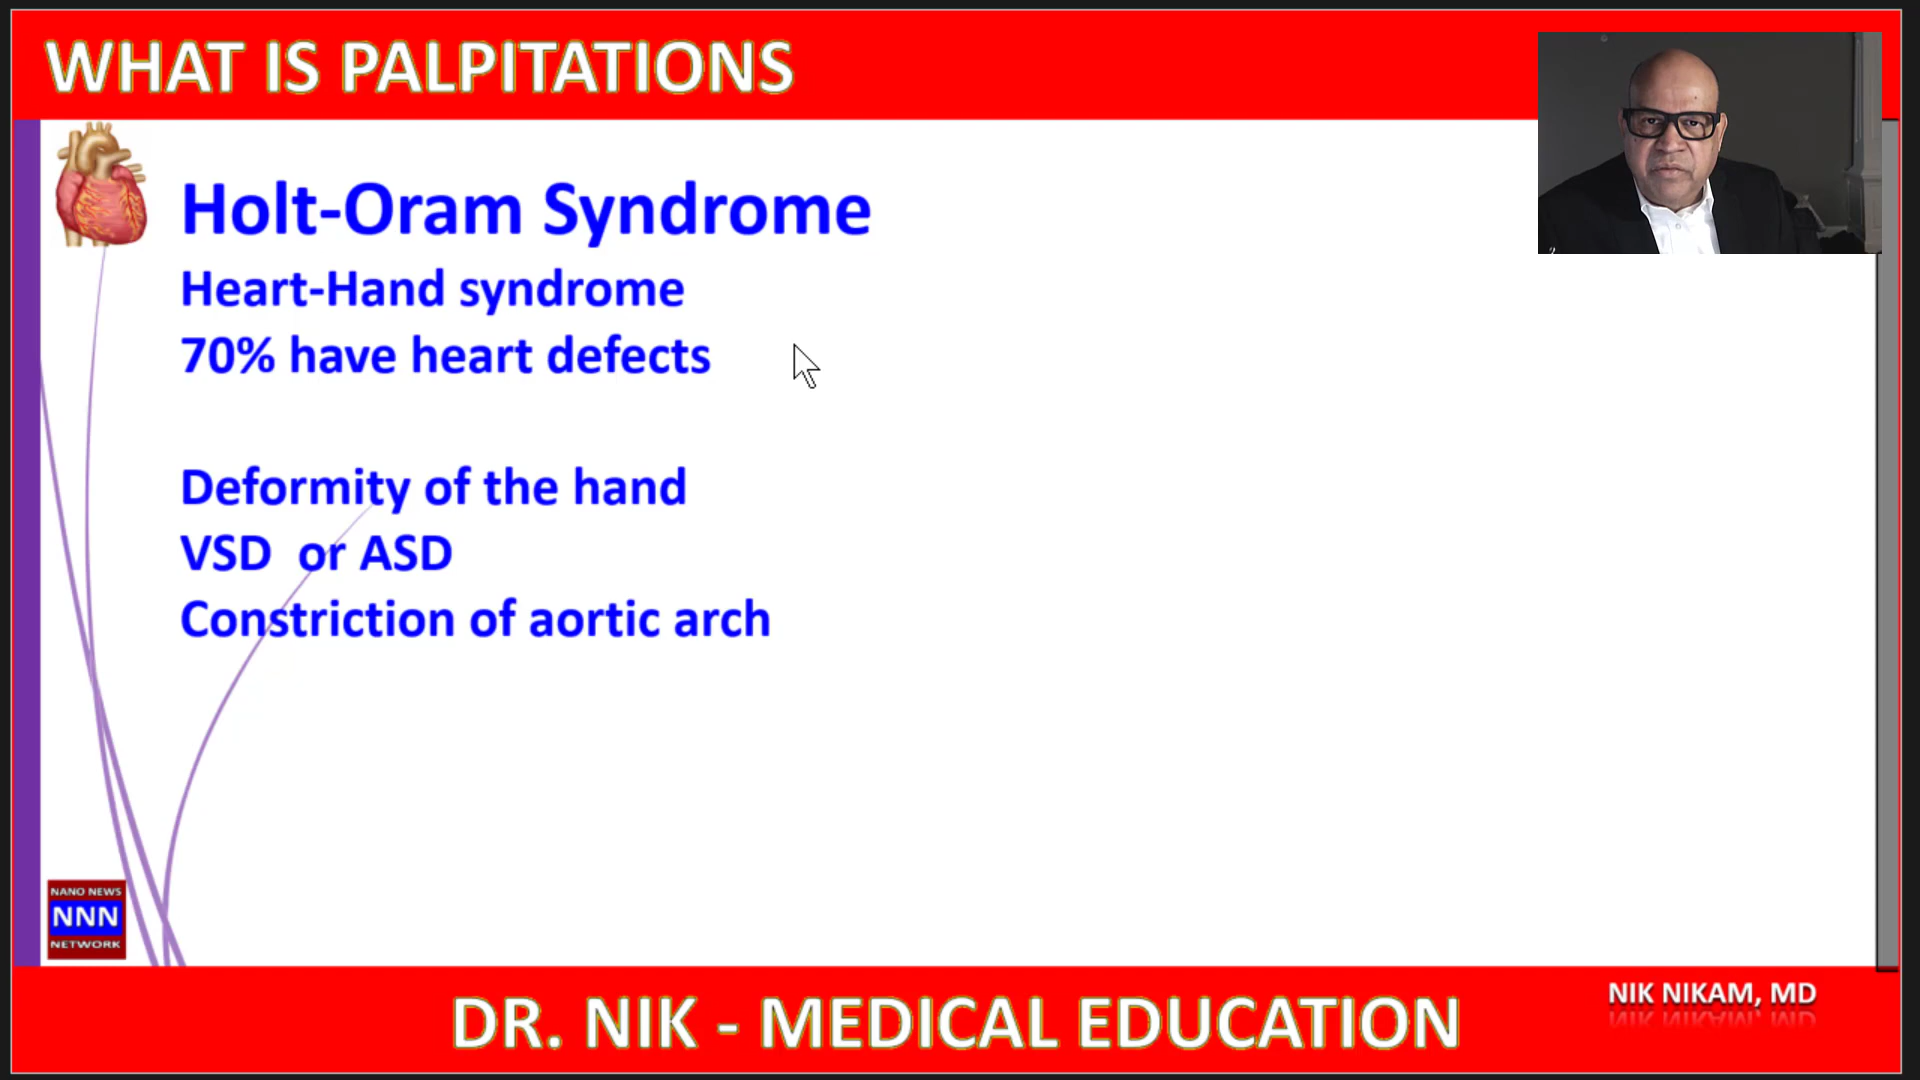 WHAT IS PALPITATIONS
Holt-Oram Syndrome
Heart-Hand syndrome
70% have heart defects
Deformity of the hand
VSD or ASD
Constriction of aortic arch
NANO NEWS
NNN
NETWORK
NIK NIKAM, MD
DR. NIK - MEDICAL EDUCATION